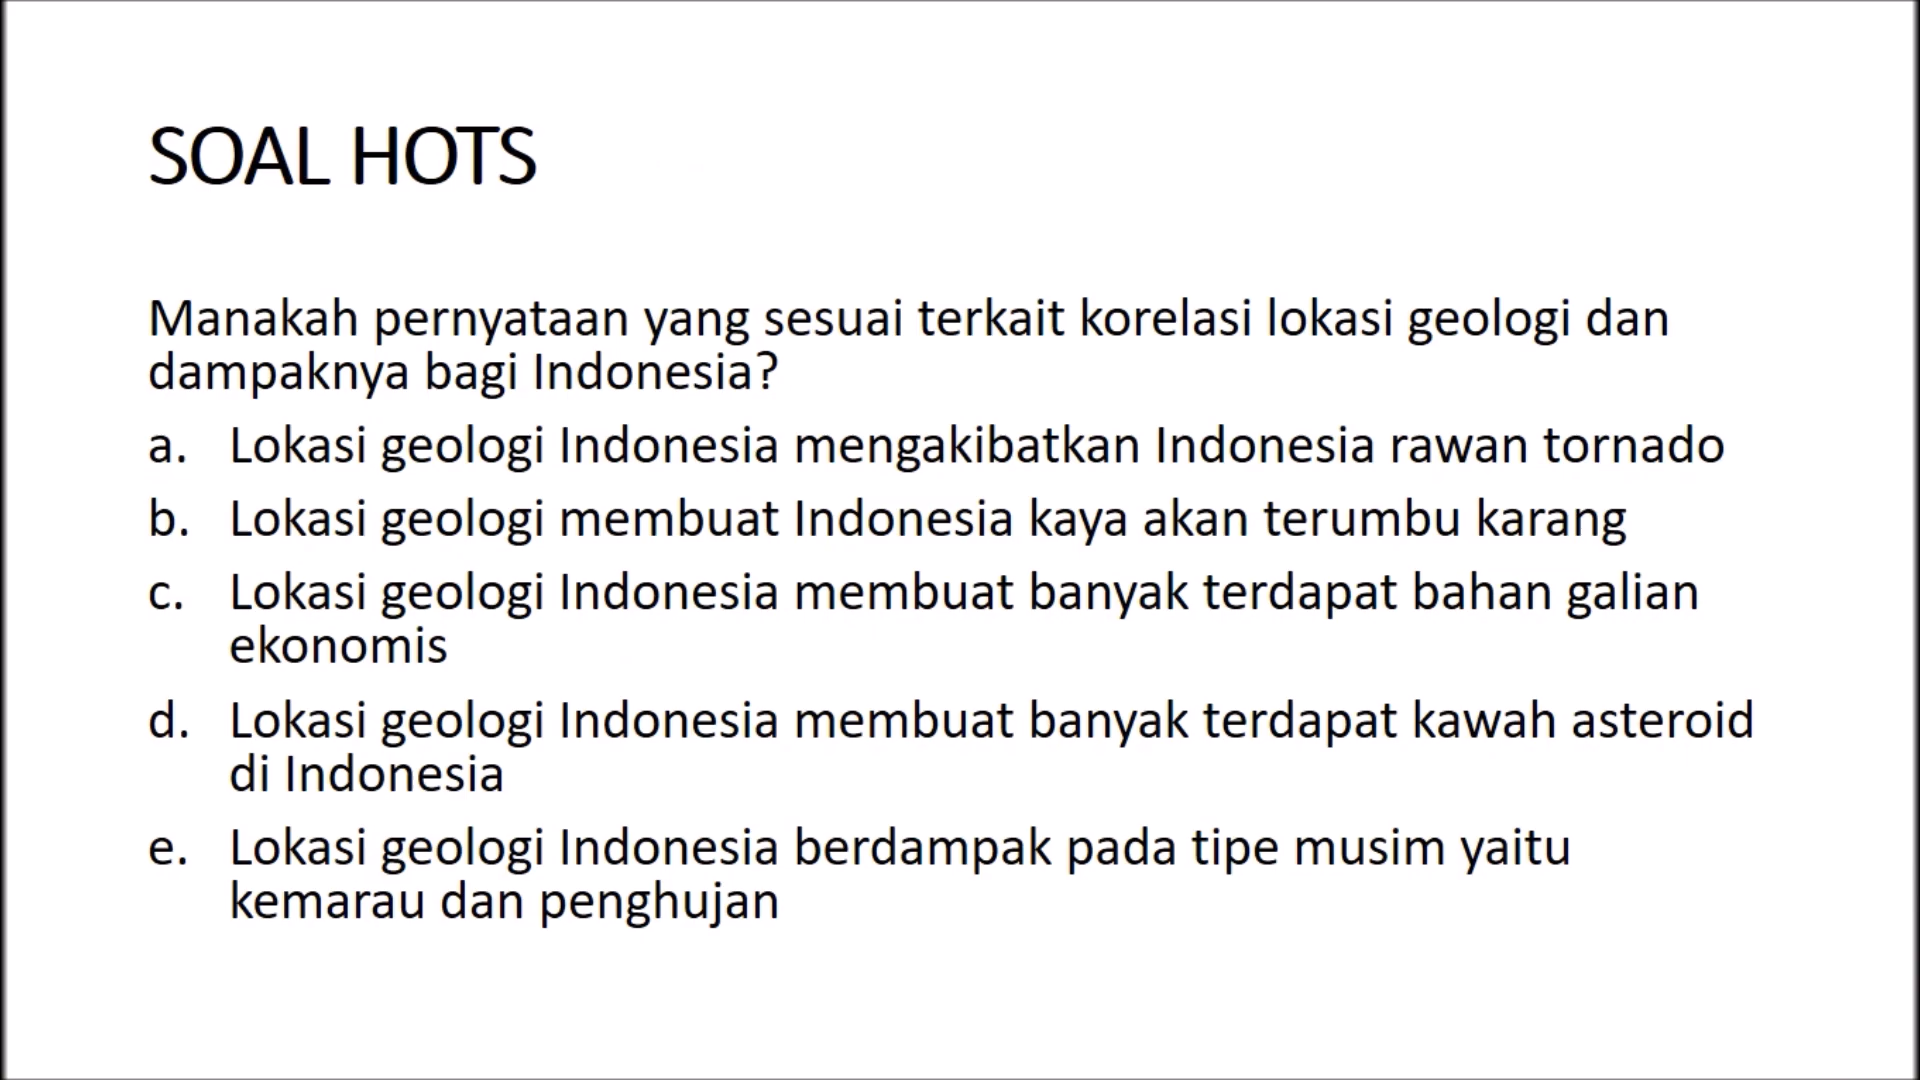 SOAL HOTS
Manakah pernyataan yang sesuai terkait korelasi lokasi geologi dan
dampaknya bagi Indonesia?
a. Lokasi geologi Indonesia mengakibatkan Indonesia rawan tornado
b. Lokasi geologi membuat Indonesia kaya akan terumbu karang
c. Lokasi geologi Indonesia membuat banyak terdapat bahan galian
ekonomis
d. Lokasi geologi Indonesia membuat banyak terdapat kawah asteroid
di Indonesia
e. Lokasi geologi Indonesia berdampak pada tipe musim yaitu
kemarau dan penghujan